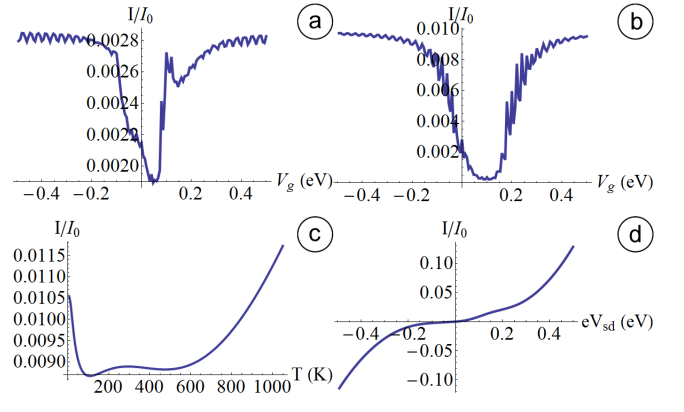 I/I₀
a
0.0028
0.0026
0.0024
0.0022
0.0020
−0.4 −0.2 0.2 0.4
V_g (eV)
I/I₀
b
0.010
0.008
0.006
0.004
0.002
−0.4 −0.2 0.2 0.4
V_g (eV)
I/I₀
c
0.0115
0.0110
0.0105
0.0100
0.0095
0.0090
200 400 600 800 1000
T (K)
I/I₀
d
0.10
0.05
−0.4 −0.2 0.2 0.4
eV_sd (eV)
−0.05
−0.10